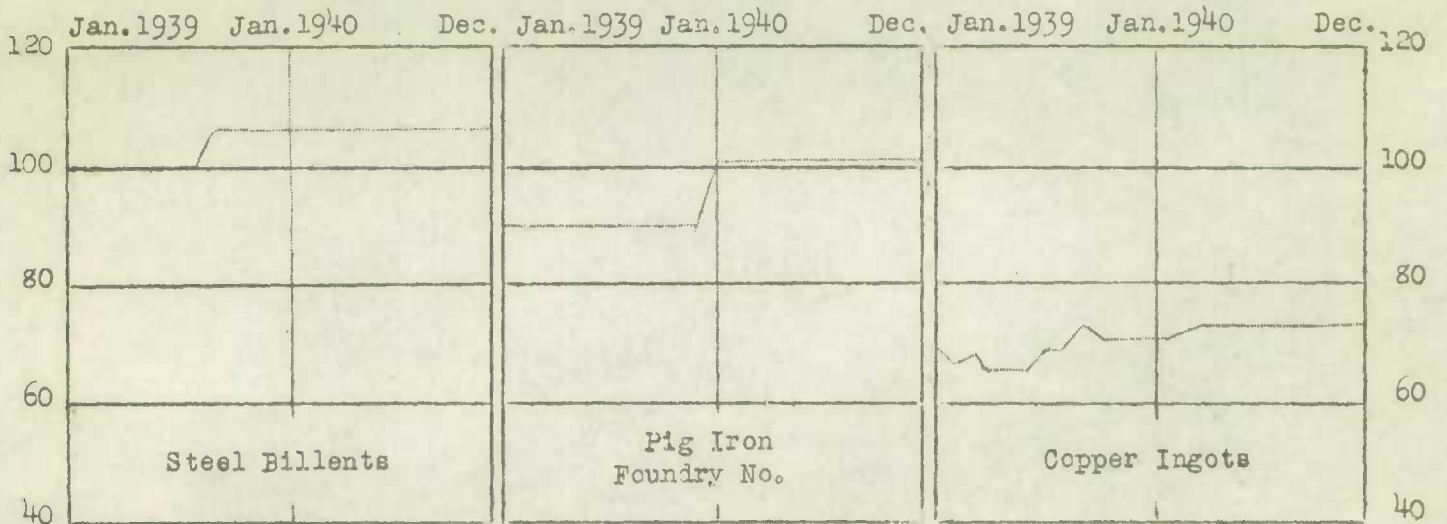 Jan.1939 Jan.1940 Dec. Jan.1939 Jan.1940 Dec. Jan.1939 Jan.1940 Dec.
120 120
100 100
80 80
60 60
Steel Billents
Pig Iron
Foundry No.
Copper Ingots
40 40